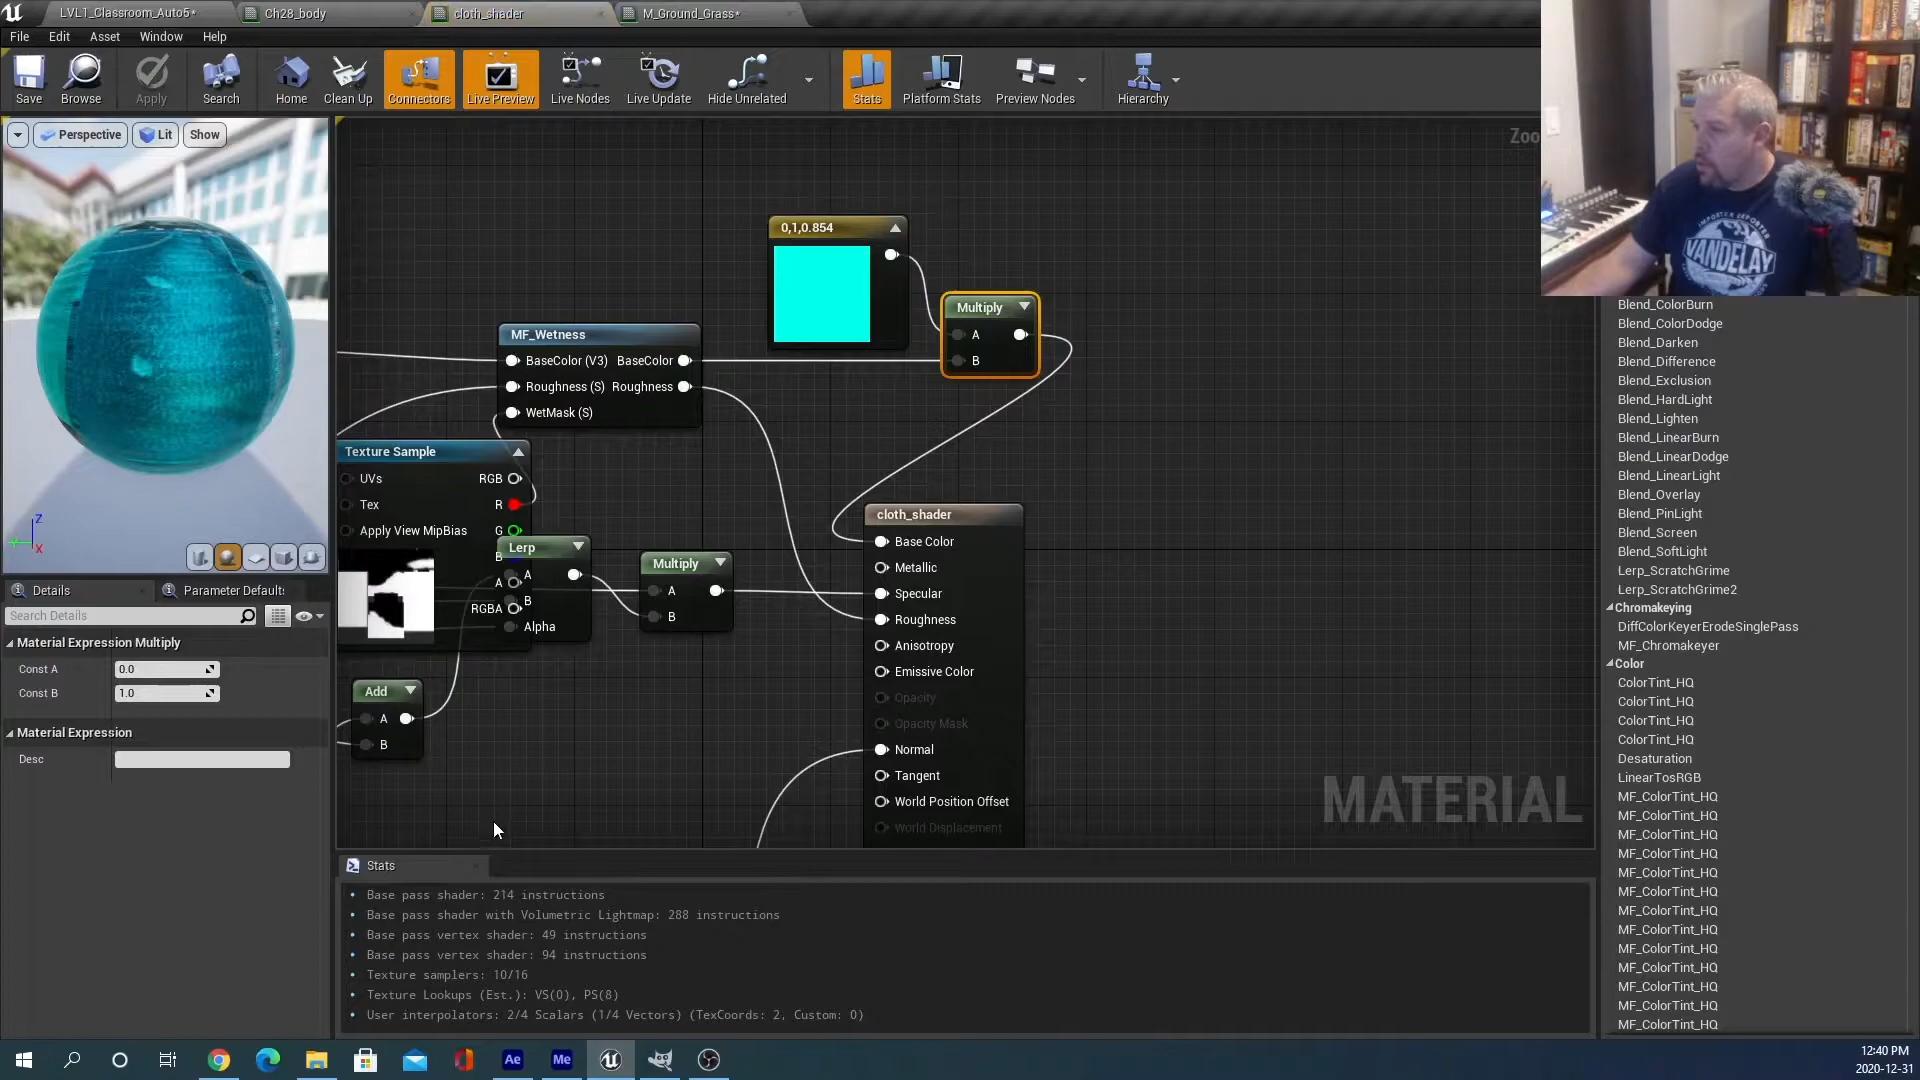 LVL1_Classroom_Auto5*
Ch28_body
cloth_shader
M_Ground_Grass*
File
Edit
Asset
Window
Help
Save
Browse
Apply
Search
Home
Clean Up
Connectors
Live Preview
Live Nodes
Live Update
Hide Unrelated
Stats
Platform Stats
Preview Nodes
Hierarchy
Perspective
Lit
Show
Z
X
Zoo
0,1,0.854
Multiply
A
B
MF_Wetness
BaseColor (V3) BaseColor
Roughness (S) Roughness
WetMask (S)
Texture Sample
UVs RGB
Tex R
Apply View MipBias G
B
A
RGBA
Lerp
A
B
Alpha
Multiply
A
B
Add
A
B
cloth_shader
Base Color
Metallic
Specular
Roughness
Anisotropy
Emissive Color
Opacity
Opacity Mask
Normal
Tangent
World Position Offset
World Displacement
MATERIAL
Details
Parameter Defaults
Search Details
Material Expression Multiply
Const A 0.0
Const B 1.0
Material Expression
Desc
Stats
Base pass shader: 214 instructions
Base pass shader with Volumetric Lightmap: 288 instructions
Base pass vertex shader: 49 instructions
Base pass vertex shader: 94 instructions
Texture samplers: 10/16
Texture Lookups (Est.): VS(0), PS(8)
User interpolators: 2/4 Scalars (1/4 Vectors) (TexCoords: 2, Custom: 0)
VANDELAY
Blend_ColorBurn
Blend_ColorDodge
Blend_Darken
Blend_Difference
Blend_Exclusion
Blend_HardLight
Blend_Lighten
Blend_LinearBurn
Blend_LinearDodge
Blend_LinearLight
Blend_Overlay
Blend_PinLight
Blend_Screen
Blend_SoftLight
Lerp_ScratchGrime
Lerp_ScratchGrime2
Chromakeying
DiffColorKeyerErodeSinglePass
MF_Chromakeyer
Color
ColorTint_HQ
ColorTint_HQ
ColorTint_HQ
ColorTint_HQ
Desaturation
LinearTosRGB
MF_ColorTint_HQ
MF_ColorTint_HQ
MF_ColorTint_HQ
MF_ColorTint_HQ
MF_ColorTint_HQ
MF_ColorTint_HQ
MF_ColorTint_HQ
MF_ColorTint_HQ
MF_ColorTint_HQ
MF_ColorTint_HQ
MF_ColorTint_HQ
MF_ColorTint_HQ
MF_ColorTint_HQ
Ae
Me
12:40 PM
2020-12-31